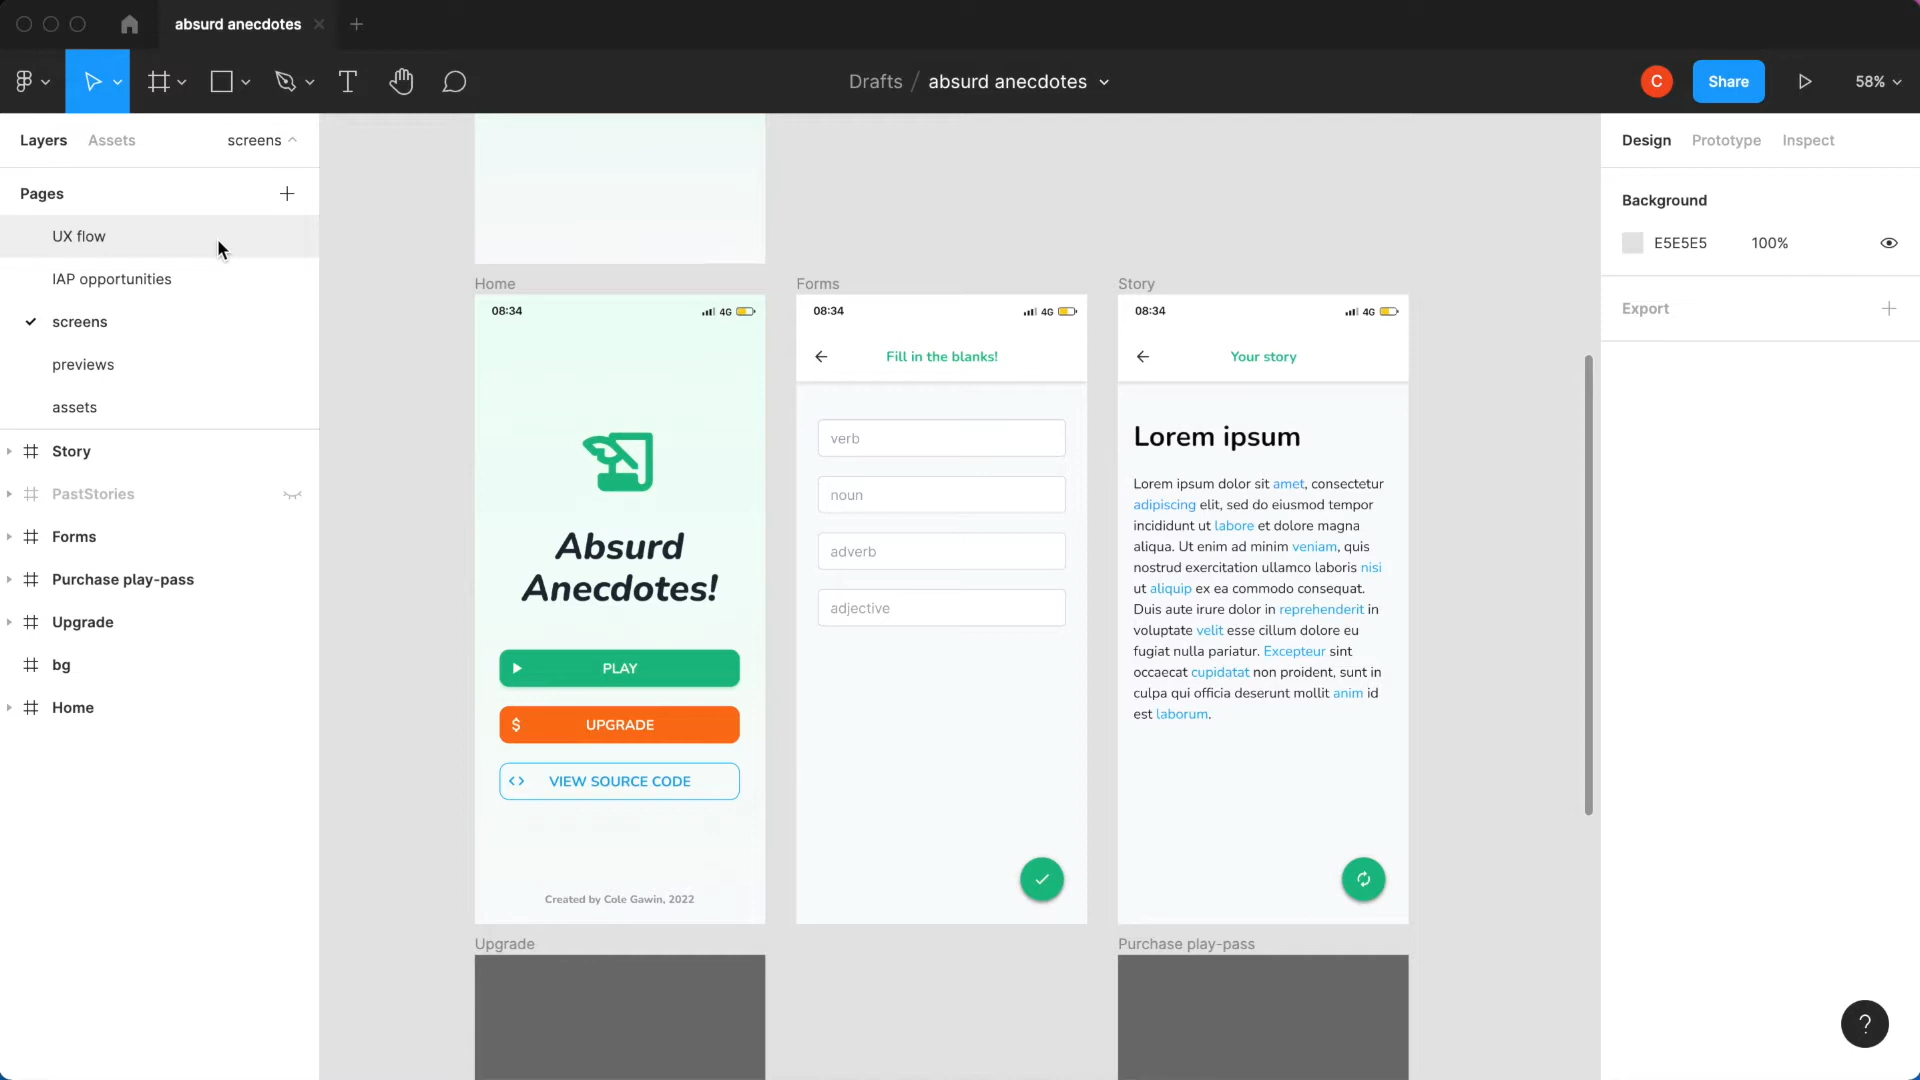 absurd anecdotes
Drafts / absurd anecdotes
C
Share
58%
Layers
Assets
screens
Pages
UX flow
IAP opportunities
screens
previews
assets
Story
PastStories
Forms
Purchase play-pass
Upgrade
bg
Home
Home
08:34
4G
Absurd
Anecdotes!
PLAY
$ UPGRADE
<> VIEW SOURCE CODE
Created by Cole Gawin, 2022
Forms
08:34
4G
Fill in the blanks!
verb
noun
adverb
adjective
Story
08:34
4G
Your story
Lorem ipsum
Lorem ipsum dolor sit amet, consectetur
adipiscing elit, sed do eiusmod tempor
incididunt ut labore et dolore magna
aliqua. Ut enim ad minim veniam, quis
nostrud exercitation ullamco laboris nisi
ut aliquip ex ea commodo consequat.
Duis aute irure dolor in reprehenderit in
voluptate velit esse cillum dolore eu
fugiat nulla pariatur. Excepteur sint
occaecat cupidatat non proident, sunt in
culpa qui officia deserunt mollit anim id
est laborum.
Upgrade
Purchase play-pass
Design
Prototype
Inspect
Background
E5E5E5
100%
Export
?